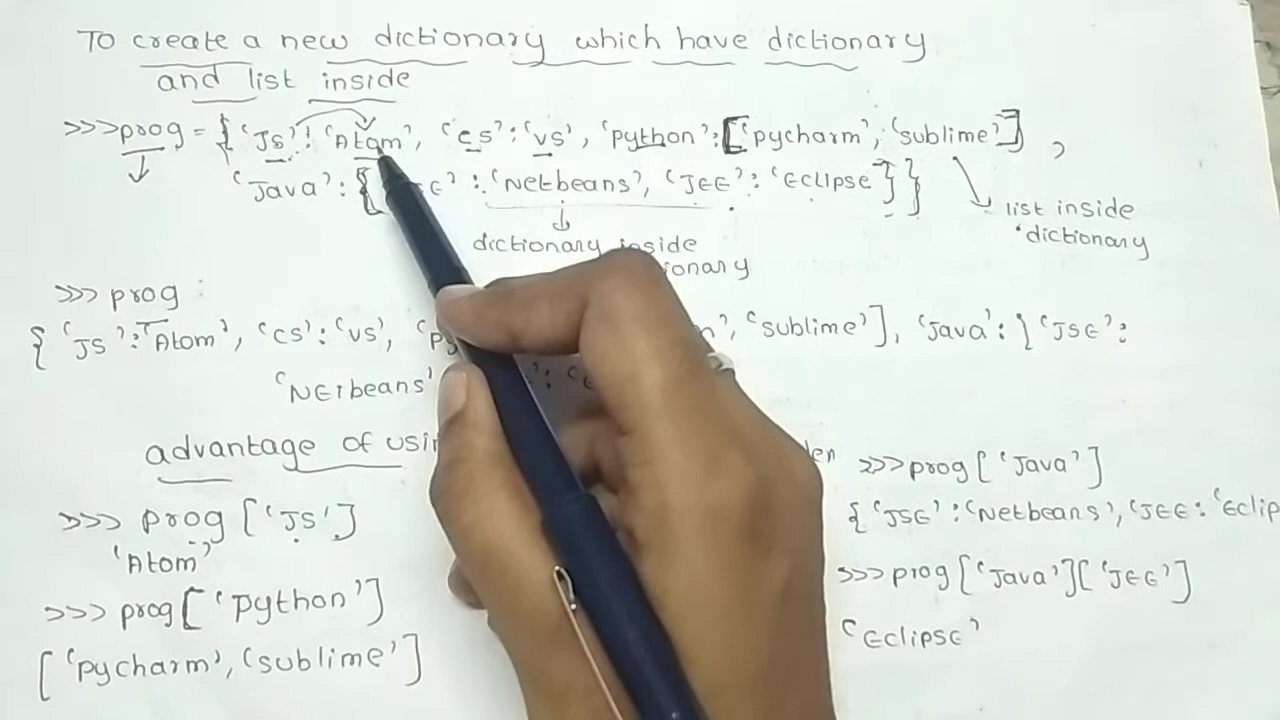 To create a new dictionary which have dictionary
and list inside
>>>prog = { 'JS' : 'Atom', 'CS' : 'VS', 'python' : ['pycharm', 'sublime'] ,
'Java' : { : 'Netbeans', 'JEE' : 'Eclipse' } }
list inside
dictionary
dictionary inside
>>> prog :
{ 'JS' : 'Atom', 'CS' : 'VS', 'sublime'], 'Java' : { 'JSE' :
'Netbeans'
advantage of
>>> prog ['JS']
'Atom'
>>> prog ['python']
['pycharm', 'sublime']
>>>prog ['Java']
{ 'JSE' : 'Netbeans', 'JEE : 'Eclip
>>>prog ['Java']['JEE']
'Eclipse'